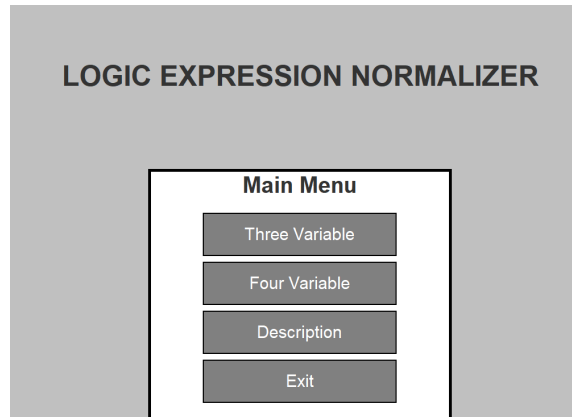 LOGIC EXPRESSION NORMALIZER
Main Menu
Three Variable
Four Variable
Description
Exit